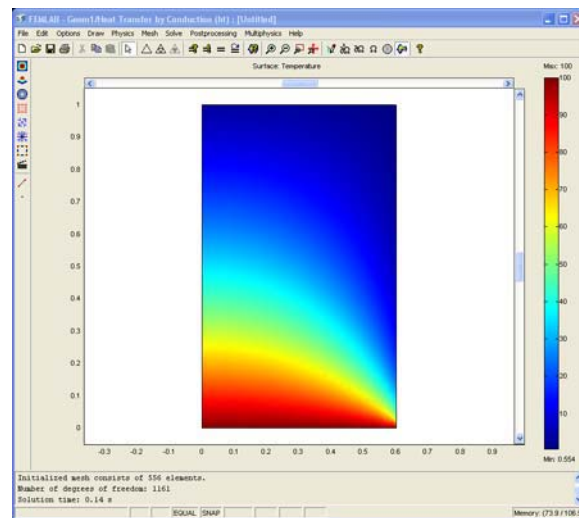 FEMLAB - Geom1/Heat Transfer by Conduction (ht) : [Untitled]
File Edit Options Draw Physics Mesh Solve Postprocessing Multiphysics Help
Surface: Temperature
Max: 100
1
0.9
0.8
0.7
0.6
0.5
0.4
0.3
0.2
0.1
0
-0.3 -0.2 -0.1 0 0.1 0.2 0.3 0.4 0.5 0.6 0.7 0.8 0.9
100
90
80
70
60
50
40
30
20
10
Min: 0.554
Initialized mesh consists of 556 elements.
Number of degrees of freedom: 1161
Solution time: 0.14 s
EQUAL SNAP
Memory: (73.9 / 106.